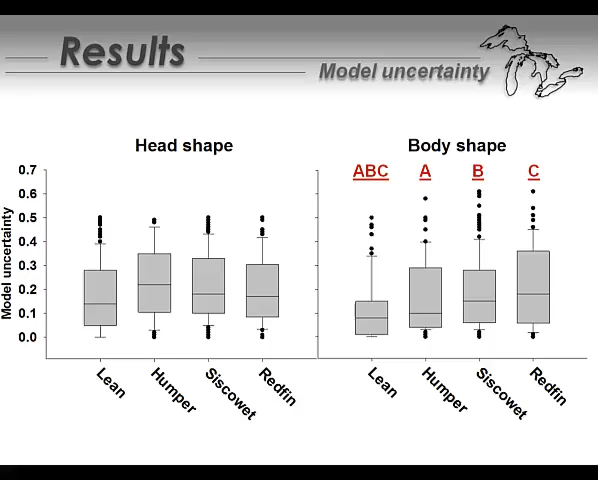 Results
Model uncertainty
Head shape
Body shape
ABC A B C
Model uncertainty
0.7
0.6
0.5
0.4
0.3
0.2
0.1
0.0
Lean Humper Siscowet Redfin
Lean Humper Siscowet Redfin